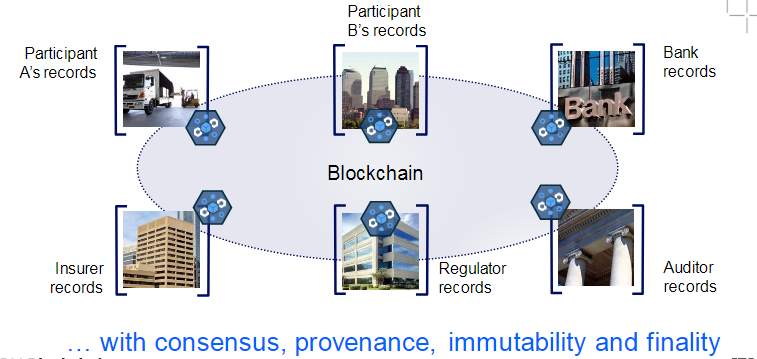 Participant
A's records
Participant
B's records
Bank
records
Bank
Blockchain
Insurer
records
Regulator
records
Auditor
records
… with consensus, provenance, immutability and finality